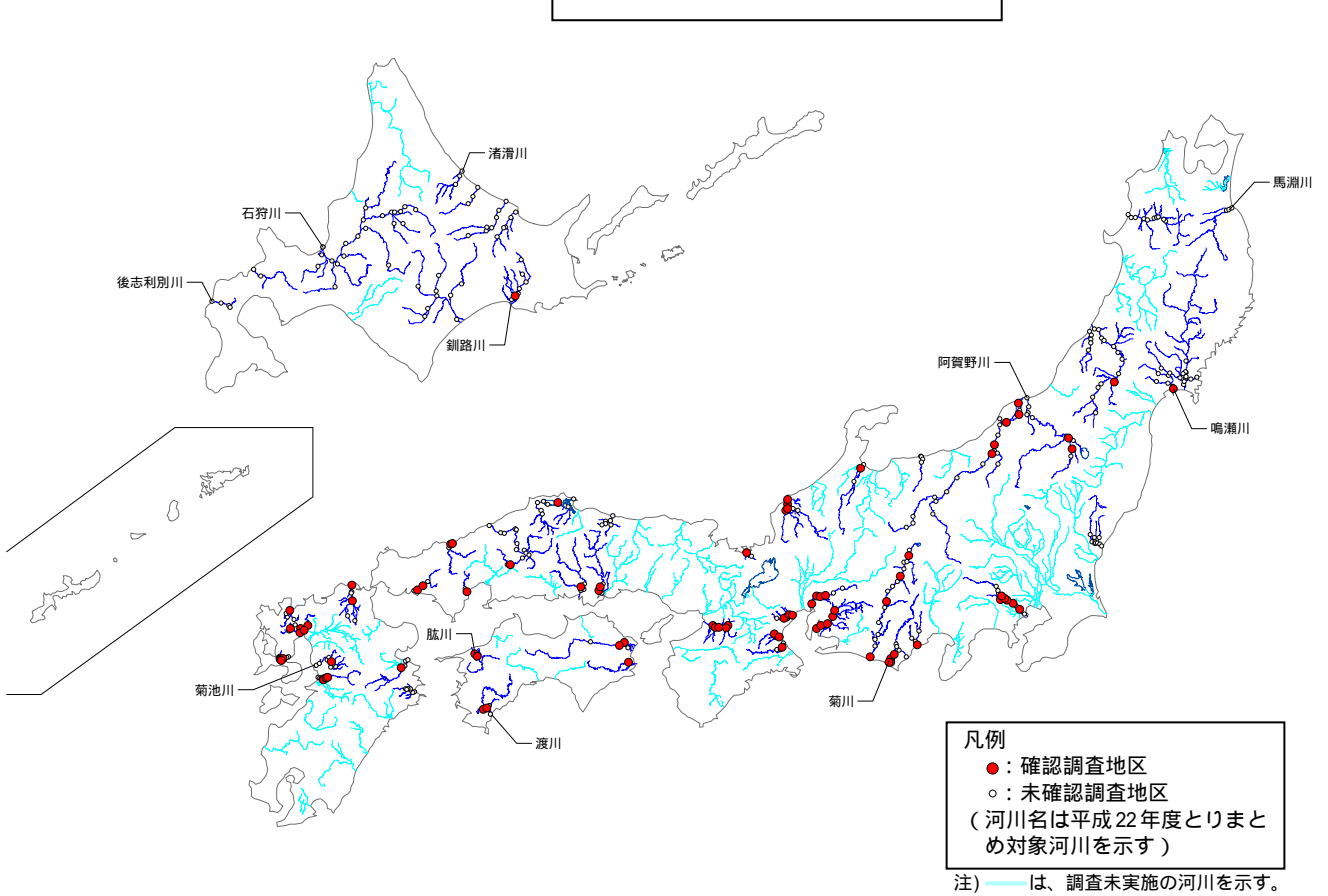 渚滑川
馬淵川
石狩川
後志利別川
釧路川
阿賀野川
鳴瀬川
肱川
菊池川
菊川
渡川
凡例
●：確認調査地区
○：未確認調査地区
（河川名は平成22年度とりまと
め対象河川を示す）
注) ―― は、調査未実施の河川を示す。